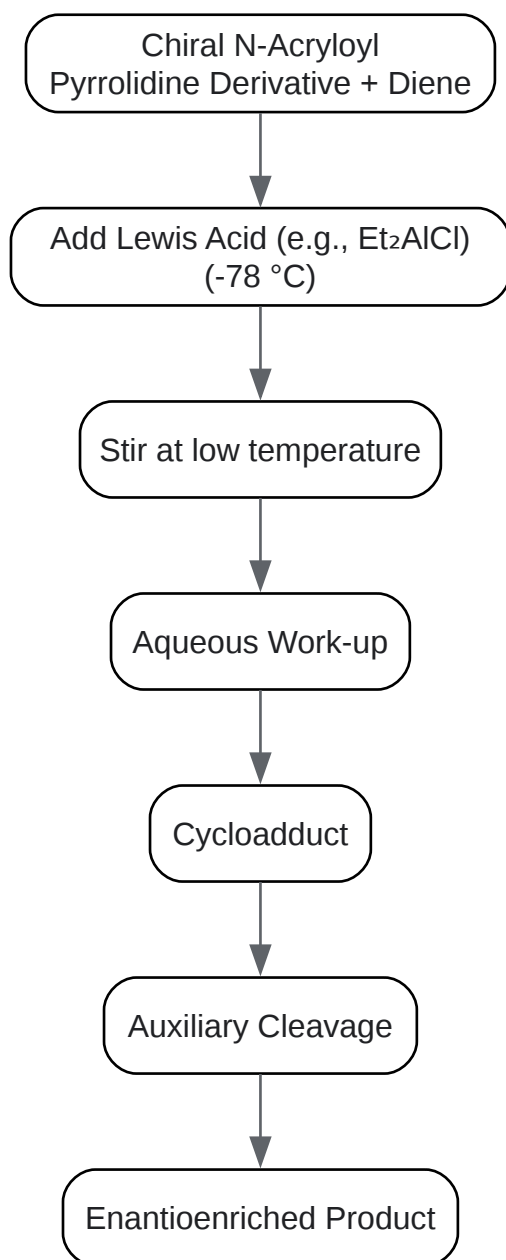 Chiral N-Acryloyl
Pyrrolidine Derivative + Diene
Add Lewis Acid (e.g., Et₂AlCl)
(-78 °C)
Stir at low temperature
Aqueous Work-up
Cycloadduct
Auxiliary Cleavage
Enantioenriched Product